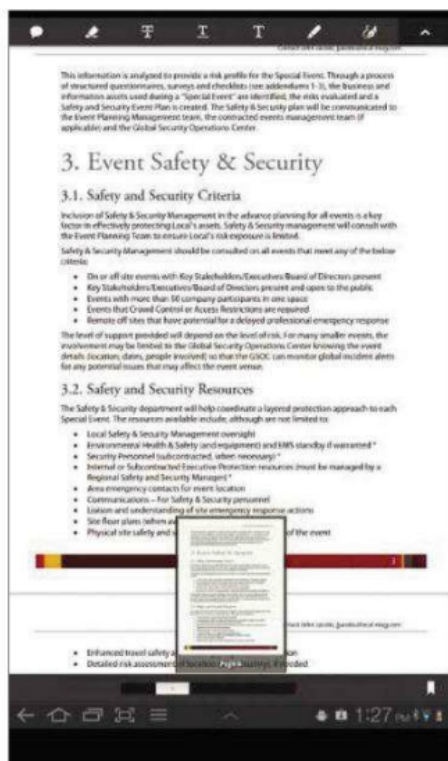 This information is analyzed to provide a risk profile for the Special Event. Through a process
of structured questionnaires, surveys and checklists (see addendums 1-3), the business and
information assets used during a "Special Event" are identified, the risks evaluated and a
Safety and Security Event Plan is created. The Safety & Security plan will be communicated to
the Event Planning Management team, the contracted events management team (if
applicable) and the Global Security Operations Center.
3. Event Safety & Security
3.1. Safety and Security Criteria
Inclusion of Safety & Security Management in the advance planning for all events is a key
factor in effectively protecting Local's assets. Safety & Security management will consult with
the Event Planning Team to ensure Local's risk exposure is limited.
Safety & Security Management should be consulted on all events that meet any of the below
criteria:
• On or off site events with Key Stakeholders/Executives/Board of Directors present
• Key Stakeholders/Executives/Board of Directors present and open to the public
• Events with more than 50 company participants in one space
• Events that Crowd Control or Access Restrictions are required
• Remote off sites that have potential for a delayed professional emergency response
The level of support provided will depend on the level of risk. For many smaller events, the
involvement may be limited to the Global Security Operations Center knowing the event
details (location, dates, people involved) so that the GSOC can monitor global incident alerts
for any potential issues that may affect the event venue.
3.2. Safety and Security Resources
The Safety & Security department will help coordinate a layered protection approach to each
Special Event. The resources available include, although are not limited to:
• Local Safety & Security Management oversight
• Environmental Health & Safety (and equipment) and EMS standby if warranted *
• Security Personnel (subcontracted, when necessary) *
• Internal or Subcontracted Executive Protection resources (must be managed by a
Regional Safety and Security Manager) *
• Area emergency contacts for event location
• Communications – For Safety & Security personnel
• Liaison and understanding of site emergency response actions
• Site floor plans (when
• Physical site safety and of the event
3
• Enhanced travel safety
• Detailed risk assessment needed
1:27 PM